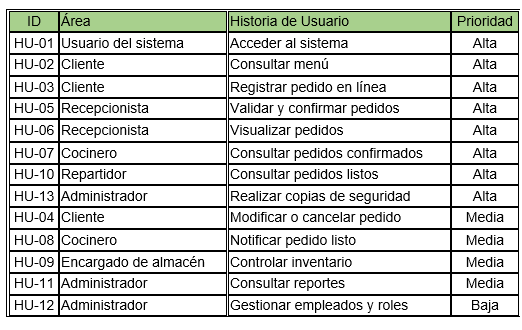 ID Área Historia de Usuario Prioridad
HU-01 Usuario del sistema Acceder al sistema Alta
HU-02 Cliente Consultar menú Alta
HU-03 Cliente Registrar pedido en línea Alta
HU-05 Recepcionista Validar y confirmar pedidos Alta
HU-06 Recepcionista Visualizar pedidos Alta
HU-07 Cocinero Consultar pedidos confirmados Alta
HU-10 Repartidor Consultar pedidos listos Alta
HU-13 Administrador Realizar copias de seguridad Alta
HU-04 Cliente Modificar o cancelar pedido Media
HU-08 Cocinero Notificar pedido listo Media
HU-09 Encargado de almacén Controlar inventario Media
HU-11 Administrador Consultar reportes Media
HU-12 Administrador Gestionar empleados y roles Baja